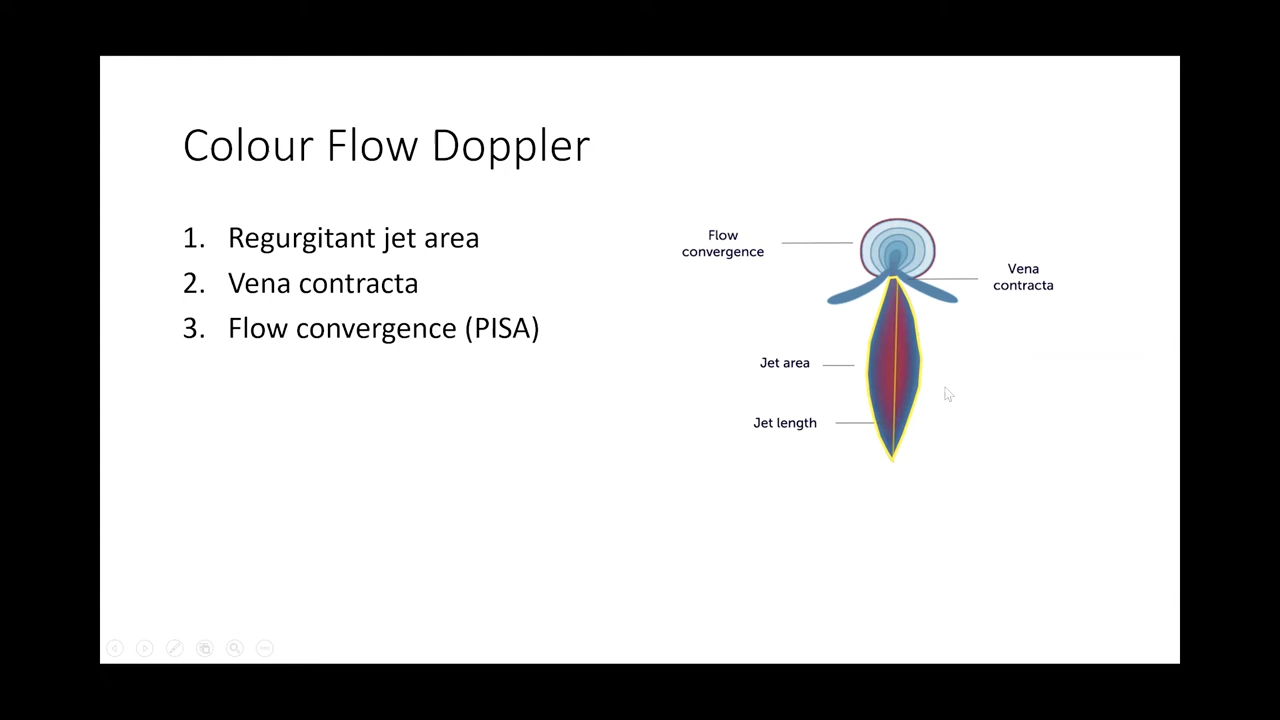 Colour Flow Doppler
1. Regurgitant jet area
2. Vena contracta
3. Flow convergence (PISA)
Flow
convergence
Vena
contracta
Jet area
Jet length